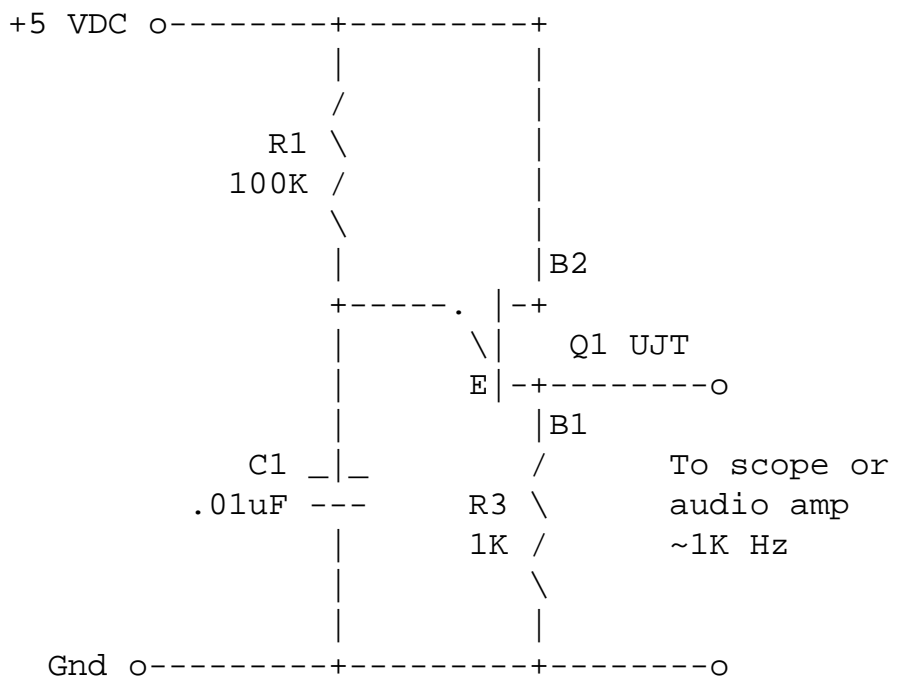 +5 VDC
R1
100K
B2
Q1 UJT
E
B1
C1
.01uF
R3
1K
To scope or
audio amp
~1K Hz
Gnd